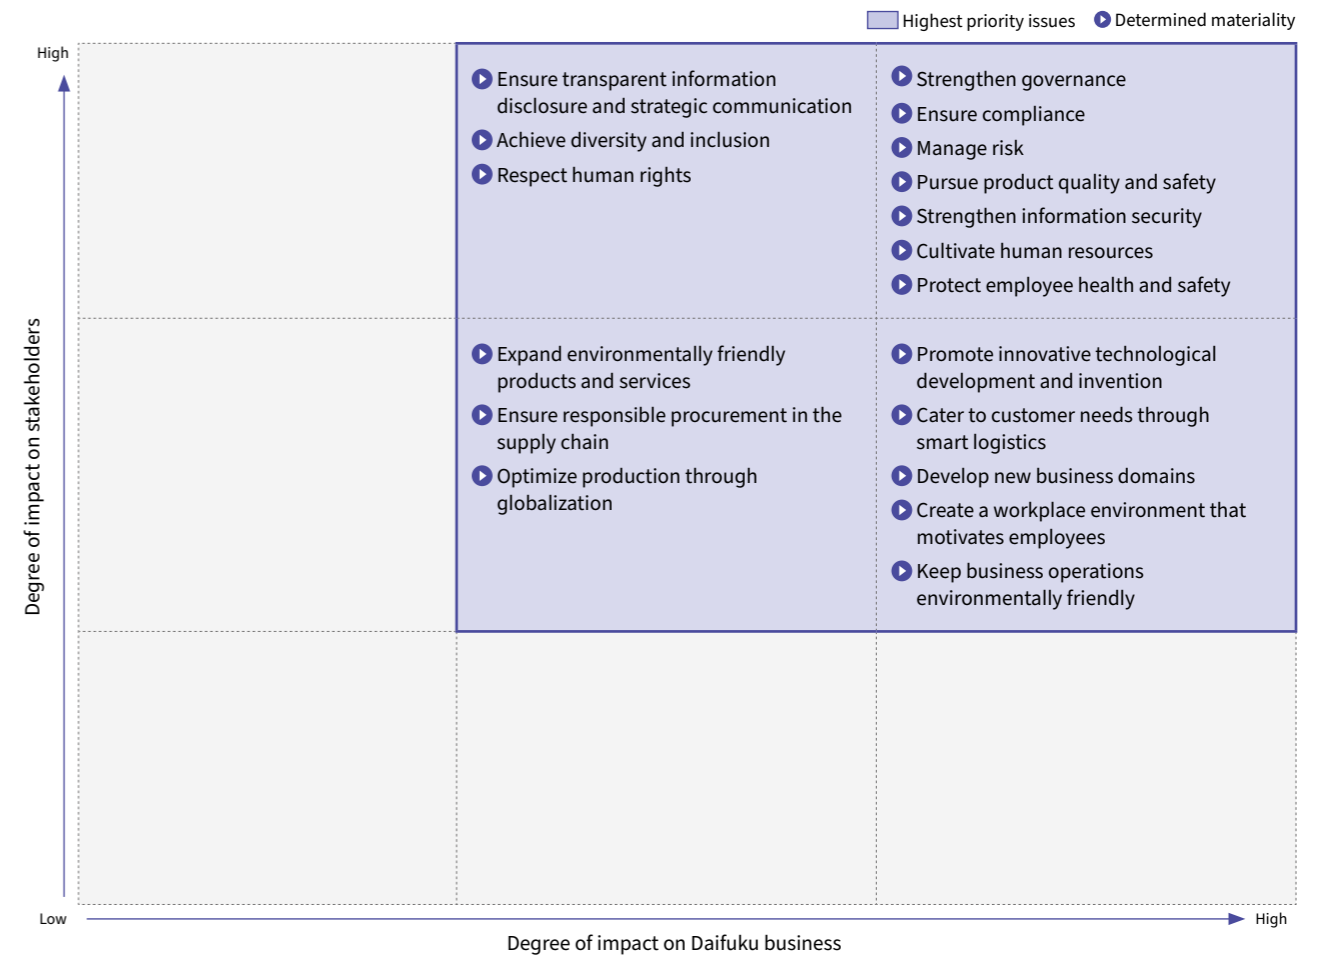 Highest priority issues
Determined materiality
High
Ensure transparent information
disclosure and strategic communication
Achieve diversity and inclusion
Respect human rights
Strengthen governance
Ensure compliance
Manage risk
Pursue product quality and safety
Strengthen information security
Cultivate human resources
Protect employee health and safety
Degree of impact on stakeholders
Expand environmentally friendly
products and services
Ensure responsible procurement in the
supply chain
Optimize production through
globalization
Promote innovative technological
development and invention
Cater to customer needs through
smart logistics
Develop new business domains
Create a workplace environment that
motivates employees
Keep business operations
environmentally friendly
Low
High
Degree of impact on Daifuku business